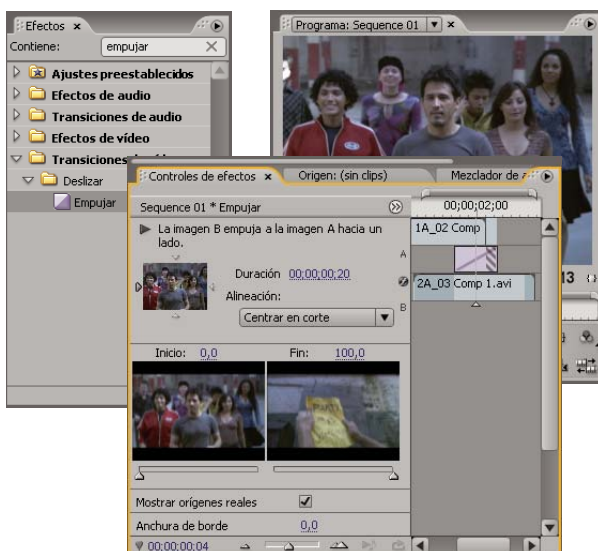 Efectos
Contiene: empujar
Ajustes preestablecidos
Efectos de audio
Transiciones de audio
Efectos de vídeo
Transiciones
Deslizar
Empujar
Programa: Sequence 01
13
Controles de efectos
Origen: (sin clips)
Mezclador de a
Sequence 01 * Empujar
00;00;02;00
La imagen B empuja a la imagen A hacia un
lado.
1A_02 Comp
A
Duración 00;00;00;20
2A_03 Comp 1.avi
Alineación:
B
Centrar en corte
Inicio: 0,0
Fin: 100,0
Mostrar orígenes reales
Anchura de borde 0,0
00;00;00;04